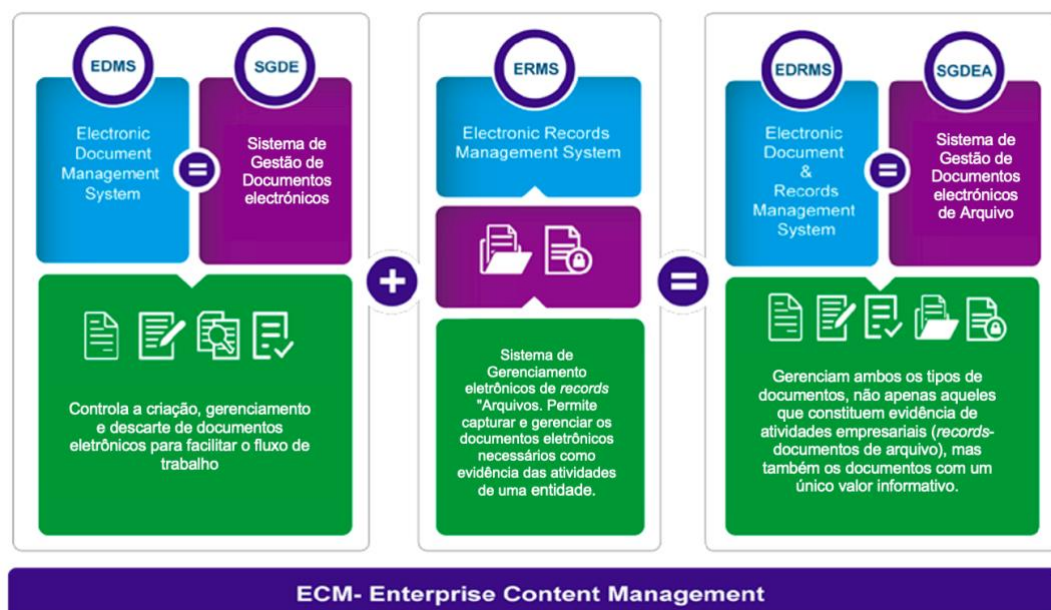 EDMS
SGDE
Electronic
Document
Management
System
=
Sistema de
Gestão de
Documentos
electrónicos
Controla a criação, gerenciamento
e descarte de documentos
eletrônicos para facilitar o fluxo de
trabalho
+
ERMS
Electronic Records
Management System
Sistema de
Gerenciamento
eletrônicos de records
"Arquivos. Permite
capturar e gerenciar os
documentos eletrônicos
necessários como
evidência das atividades
de uma entidade.
=
EDRMS
SGDEA
Electronic
Document
&
Records
Management
System
=
Sistema de
Gestão de
Documentos
electrónicos
de Arquivo
Gerenciam ambos os tipos de
documentos, não apenas aqueles
que constituem evidência de
atividades empresariais (records-
documentos de arquivo), mas
também os documentos com um
único valor informativo.
ECM- Enterprise Content Management